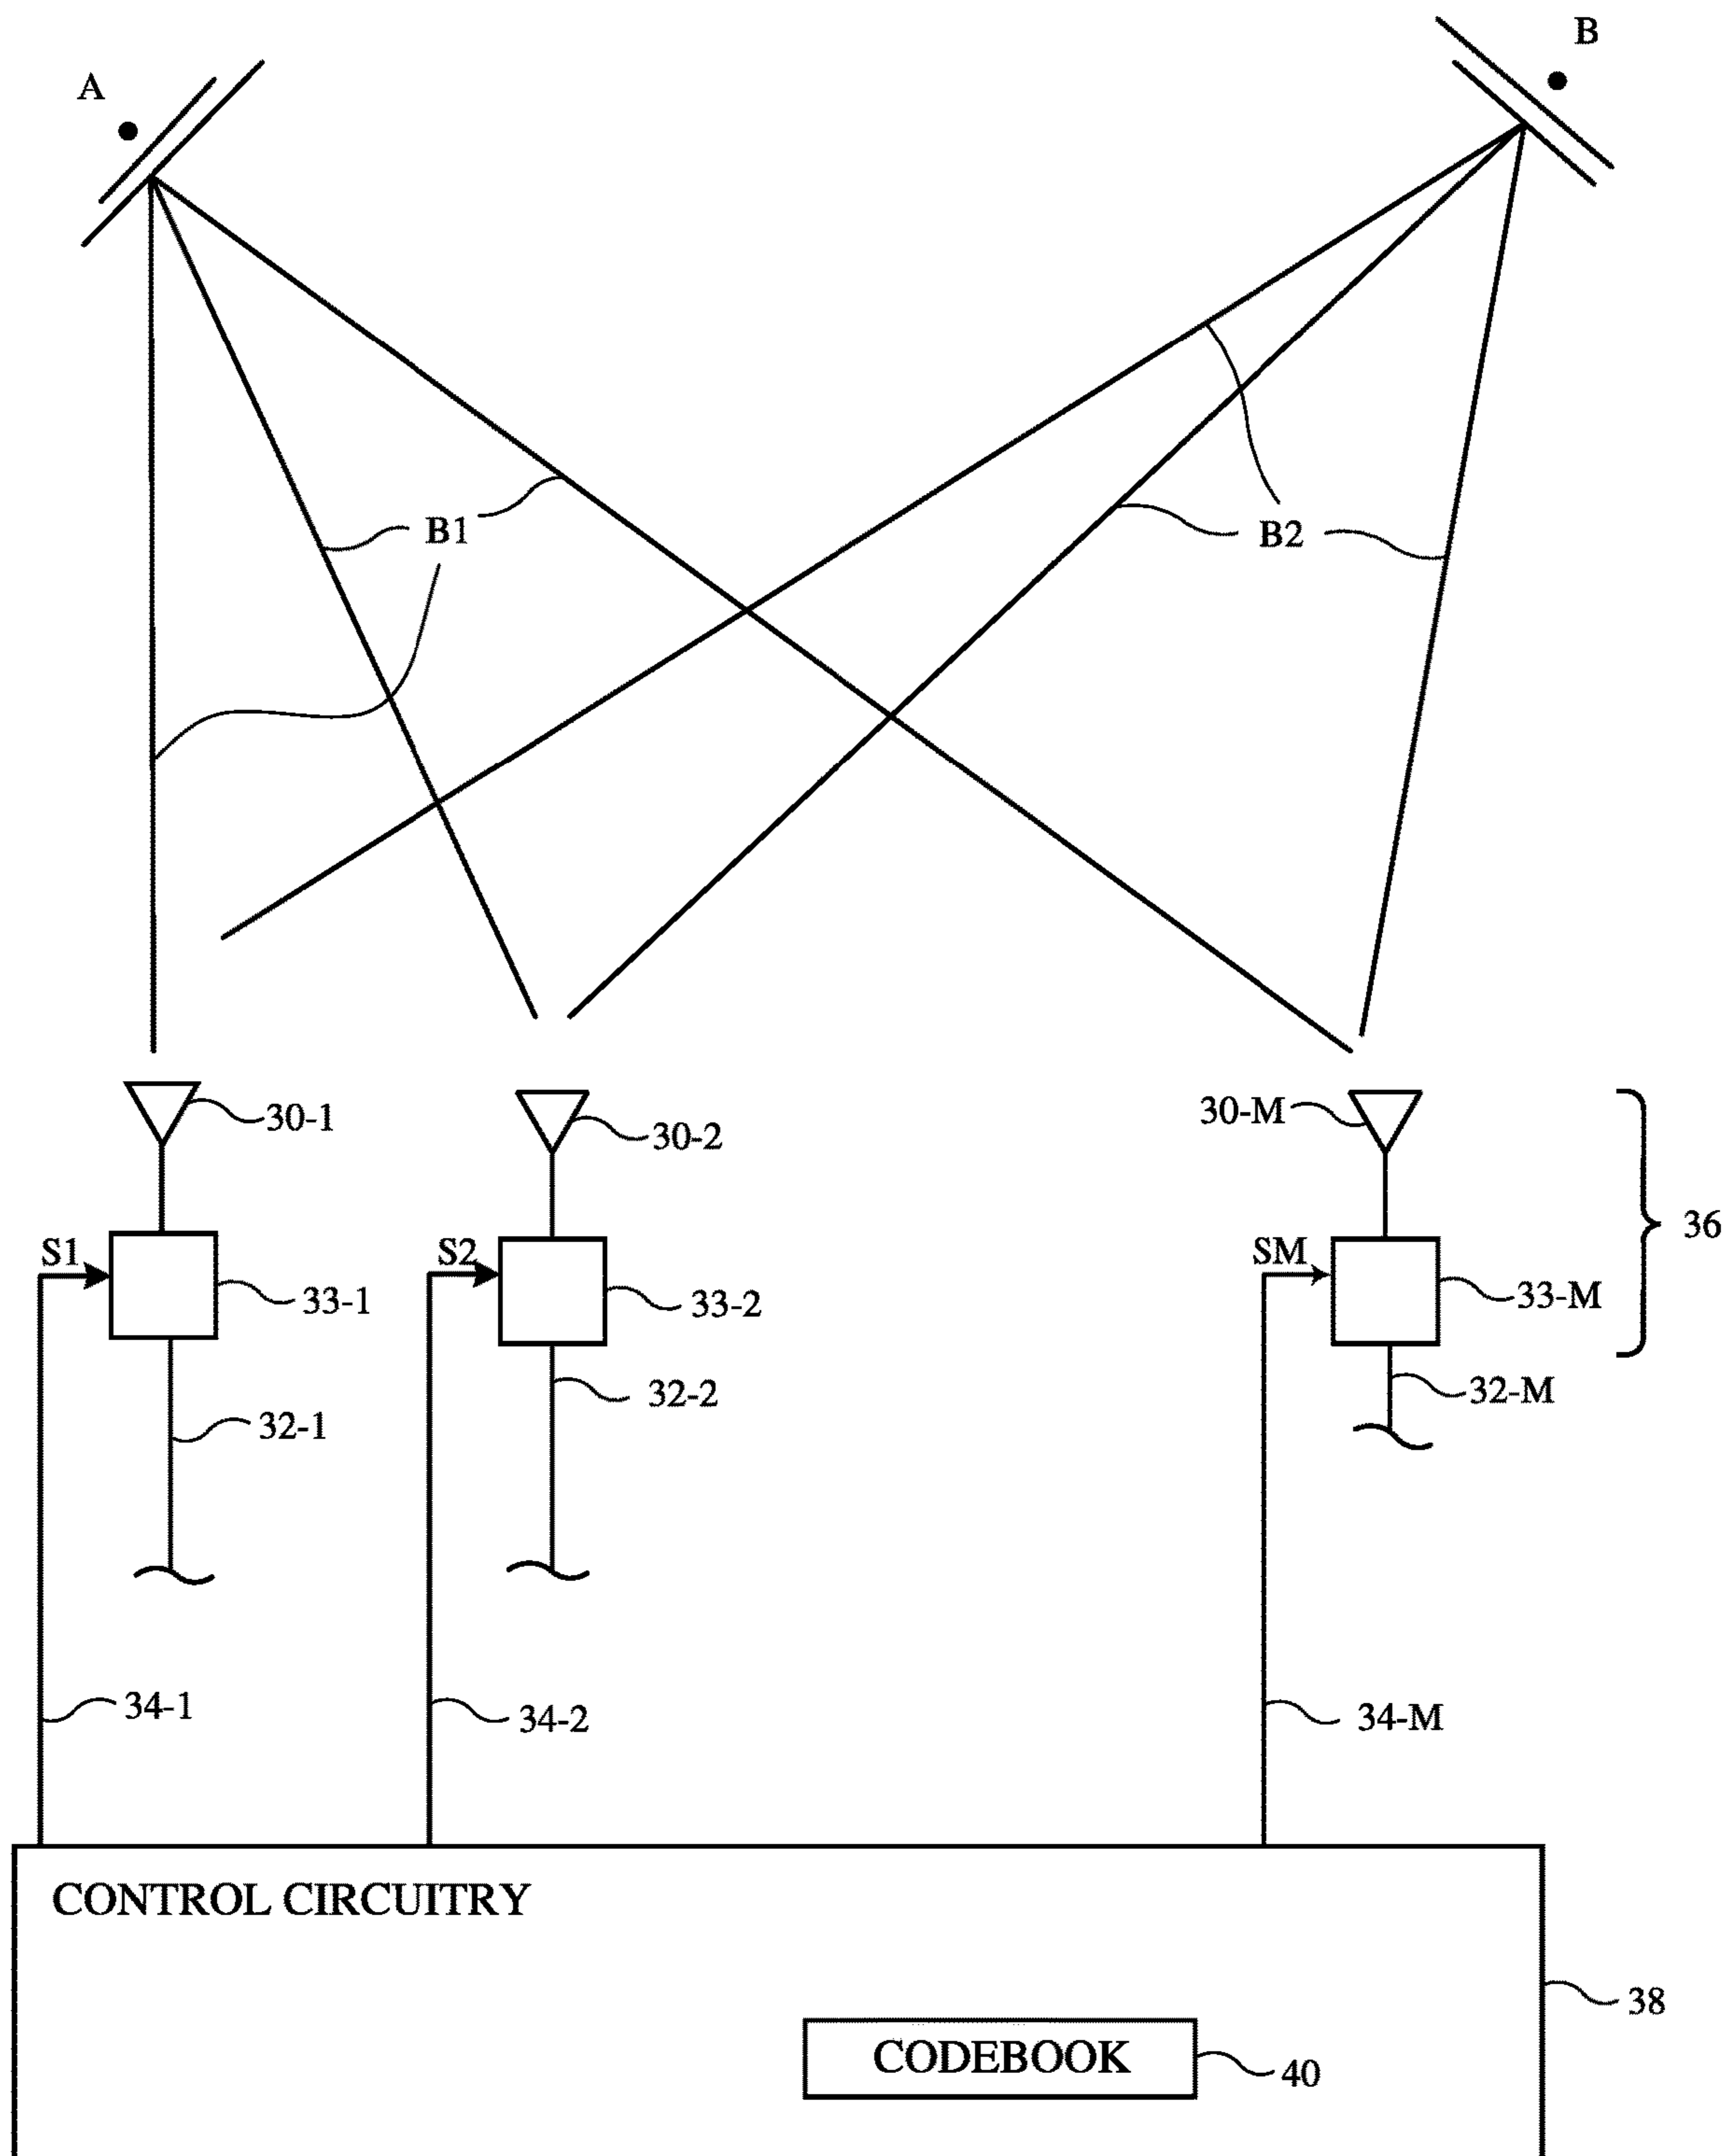 A
B
B1
B2
30-1
30-2
30-M
36
S1
S2
SM
33-1
33-2
33-M
32-1
32-2
32-M
34-1
34-2
34-M
CONTROL CIRCUITRY
38
CODEBOOK
40